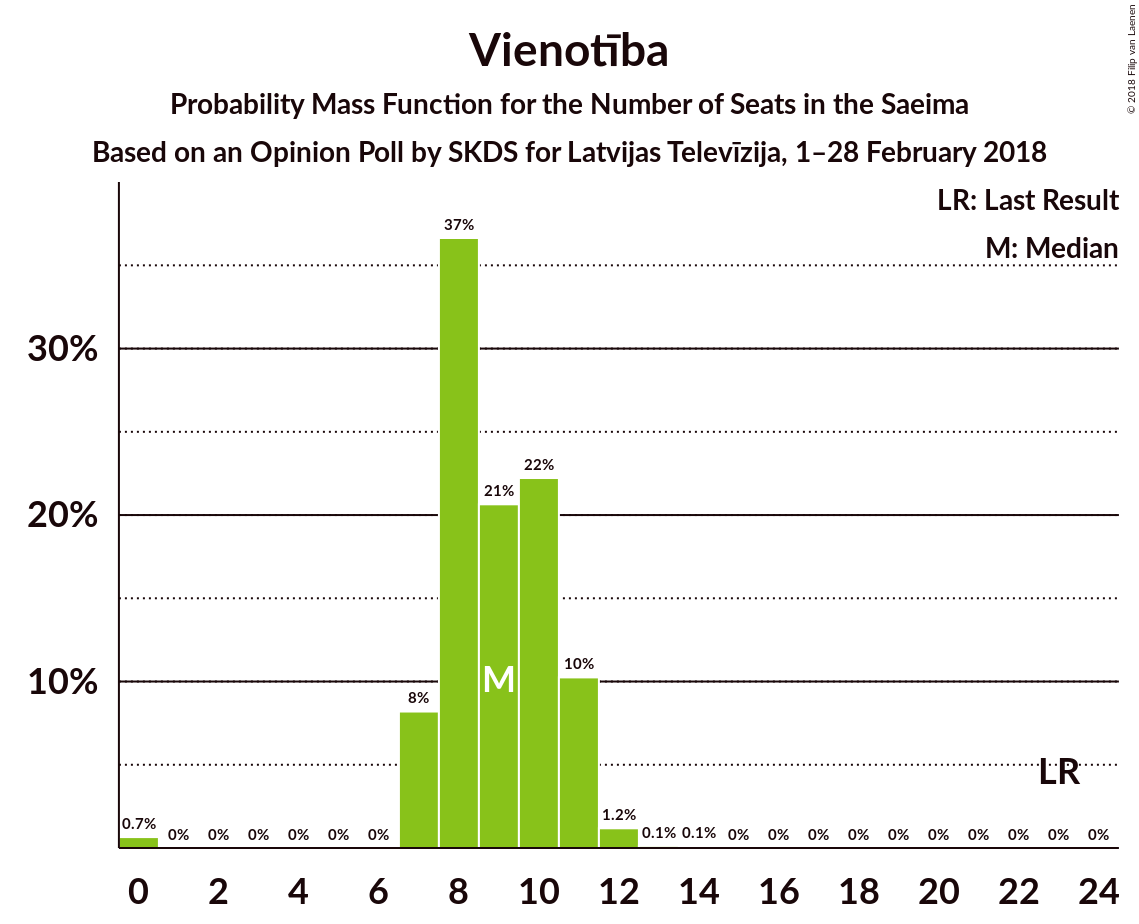 Vienotība
Probability Mass Function for the Number of Seats in the Saeima
Based on an Opinion Poll by SKDS for Latvijas Televīzija, 1–28 February 2018
© 2018 Filip van Laenen
LR: Last Result
M: Median
37%
30%
22%
21%
20%
10%
M
10%
8%
LR
0.7% 0% 0% 0% 0% 0% 0% 1.2% 0.1% 0.1% 0% 0% 0% 0% 0% 0% 0% 0% 0% 0%
0 2 4 6 8 10 12 14 16 18 20 22 24